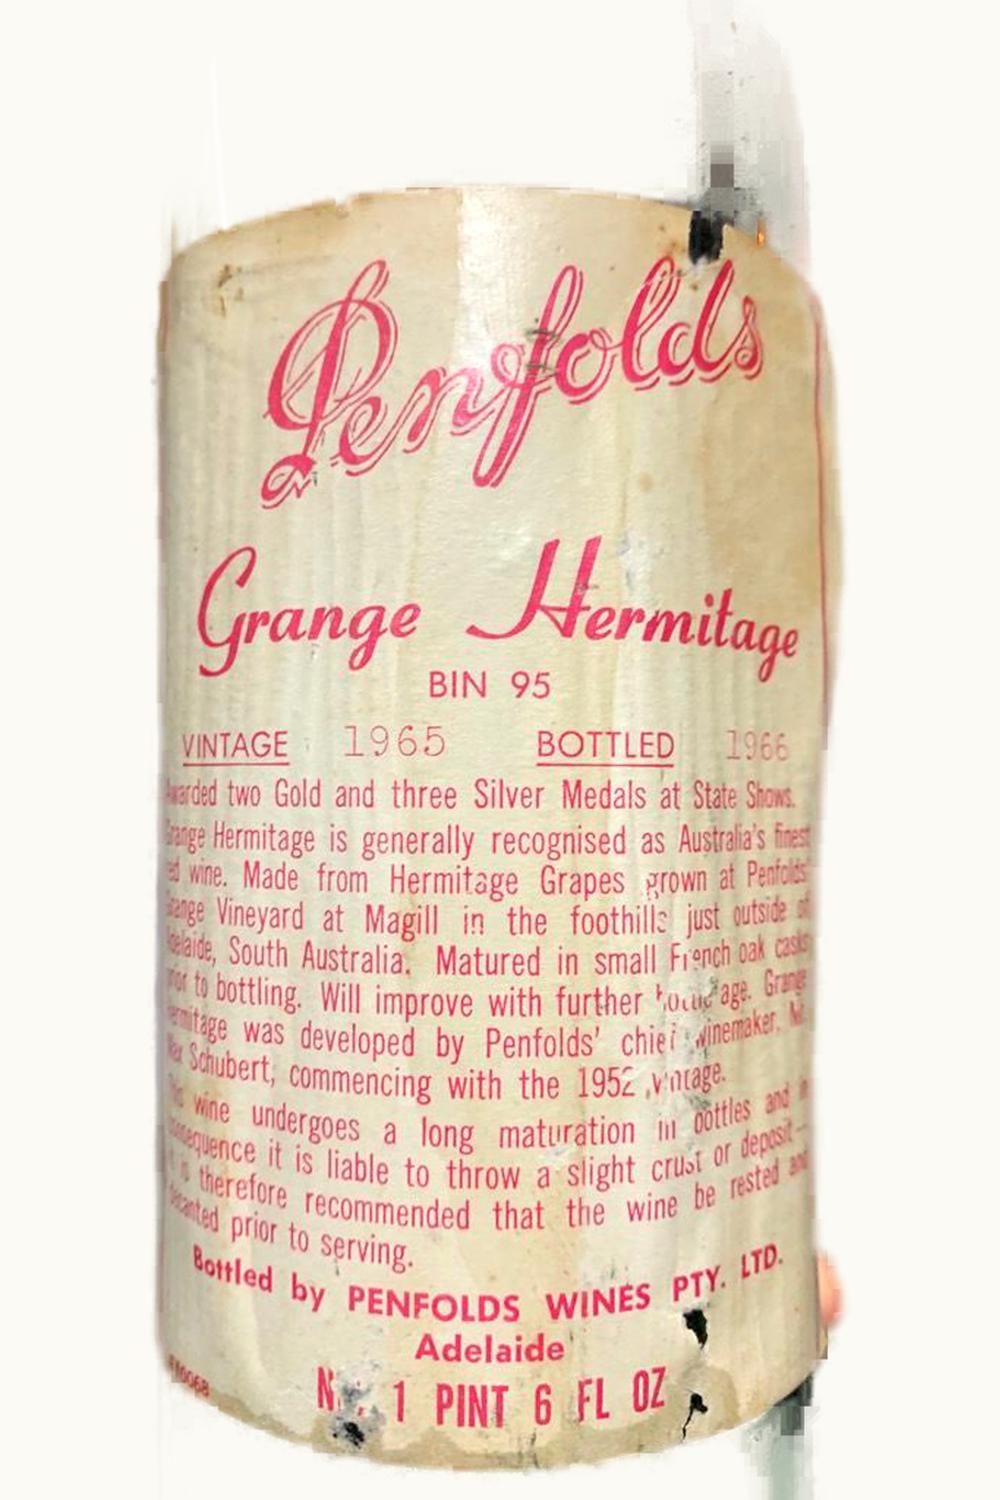 Penfolds
Grange Hermitage
BIN 95
VINTAGE 1965 BOTTLED 1966
Awarded two Gold and three Silver Medals at State Shows.
Grange Hermitage is generally recognised as Australia's finest
red wine. Made from Hermitage Grapes grown at Penfolds'
Grange Vineyard at Magill in the foothills just outside of
Adelaide, South Australia. Matured in small French oak casks
prior to bottling. Will improve with further bottle age. Grange
Hermitage was developed by Penfolds' chief winemaker, Mr.
Max Schubert, commencing with the 1952 vintage.
This wine undergoes a long maturation in bottles and in
consequence it is liable to throw a slight crust or deposit—
it is therefore recommended that the wine be rested and
decanted prior to serving.
Bottled by PENFOLDS WINES PTY. LTD.
Adelaide
1 PINT 6 FL OZ